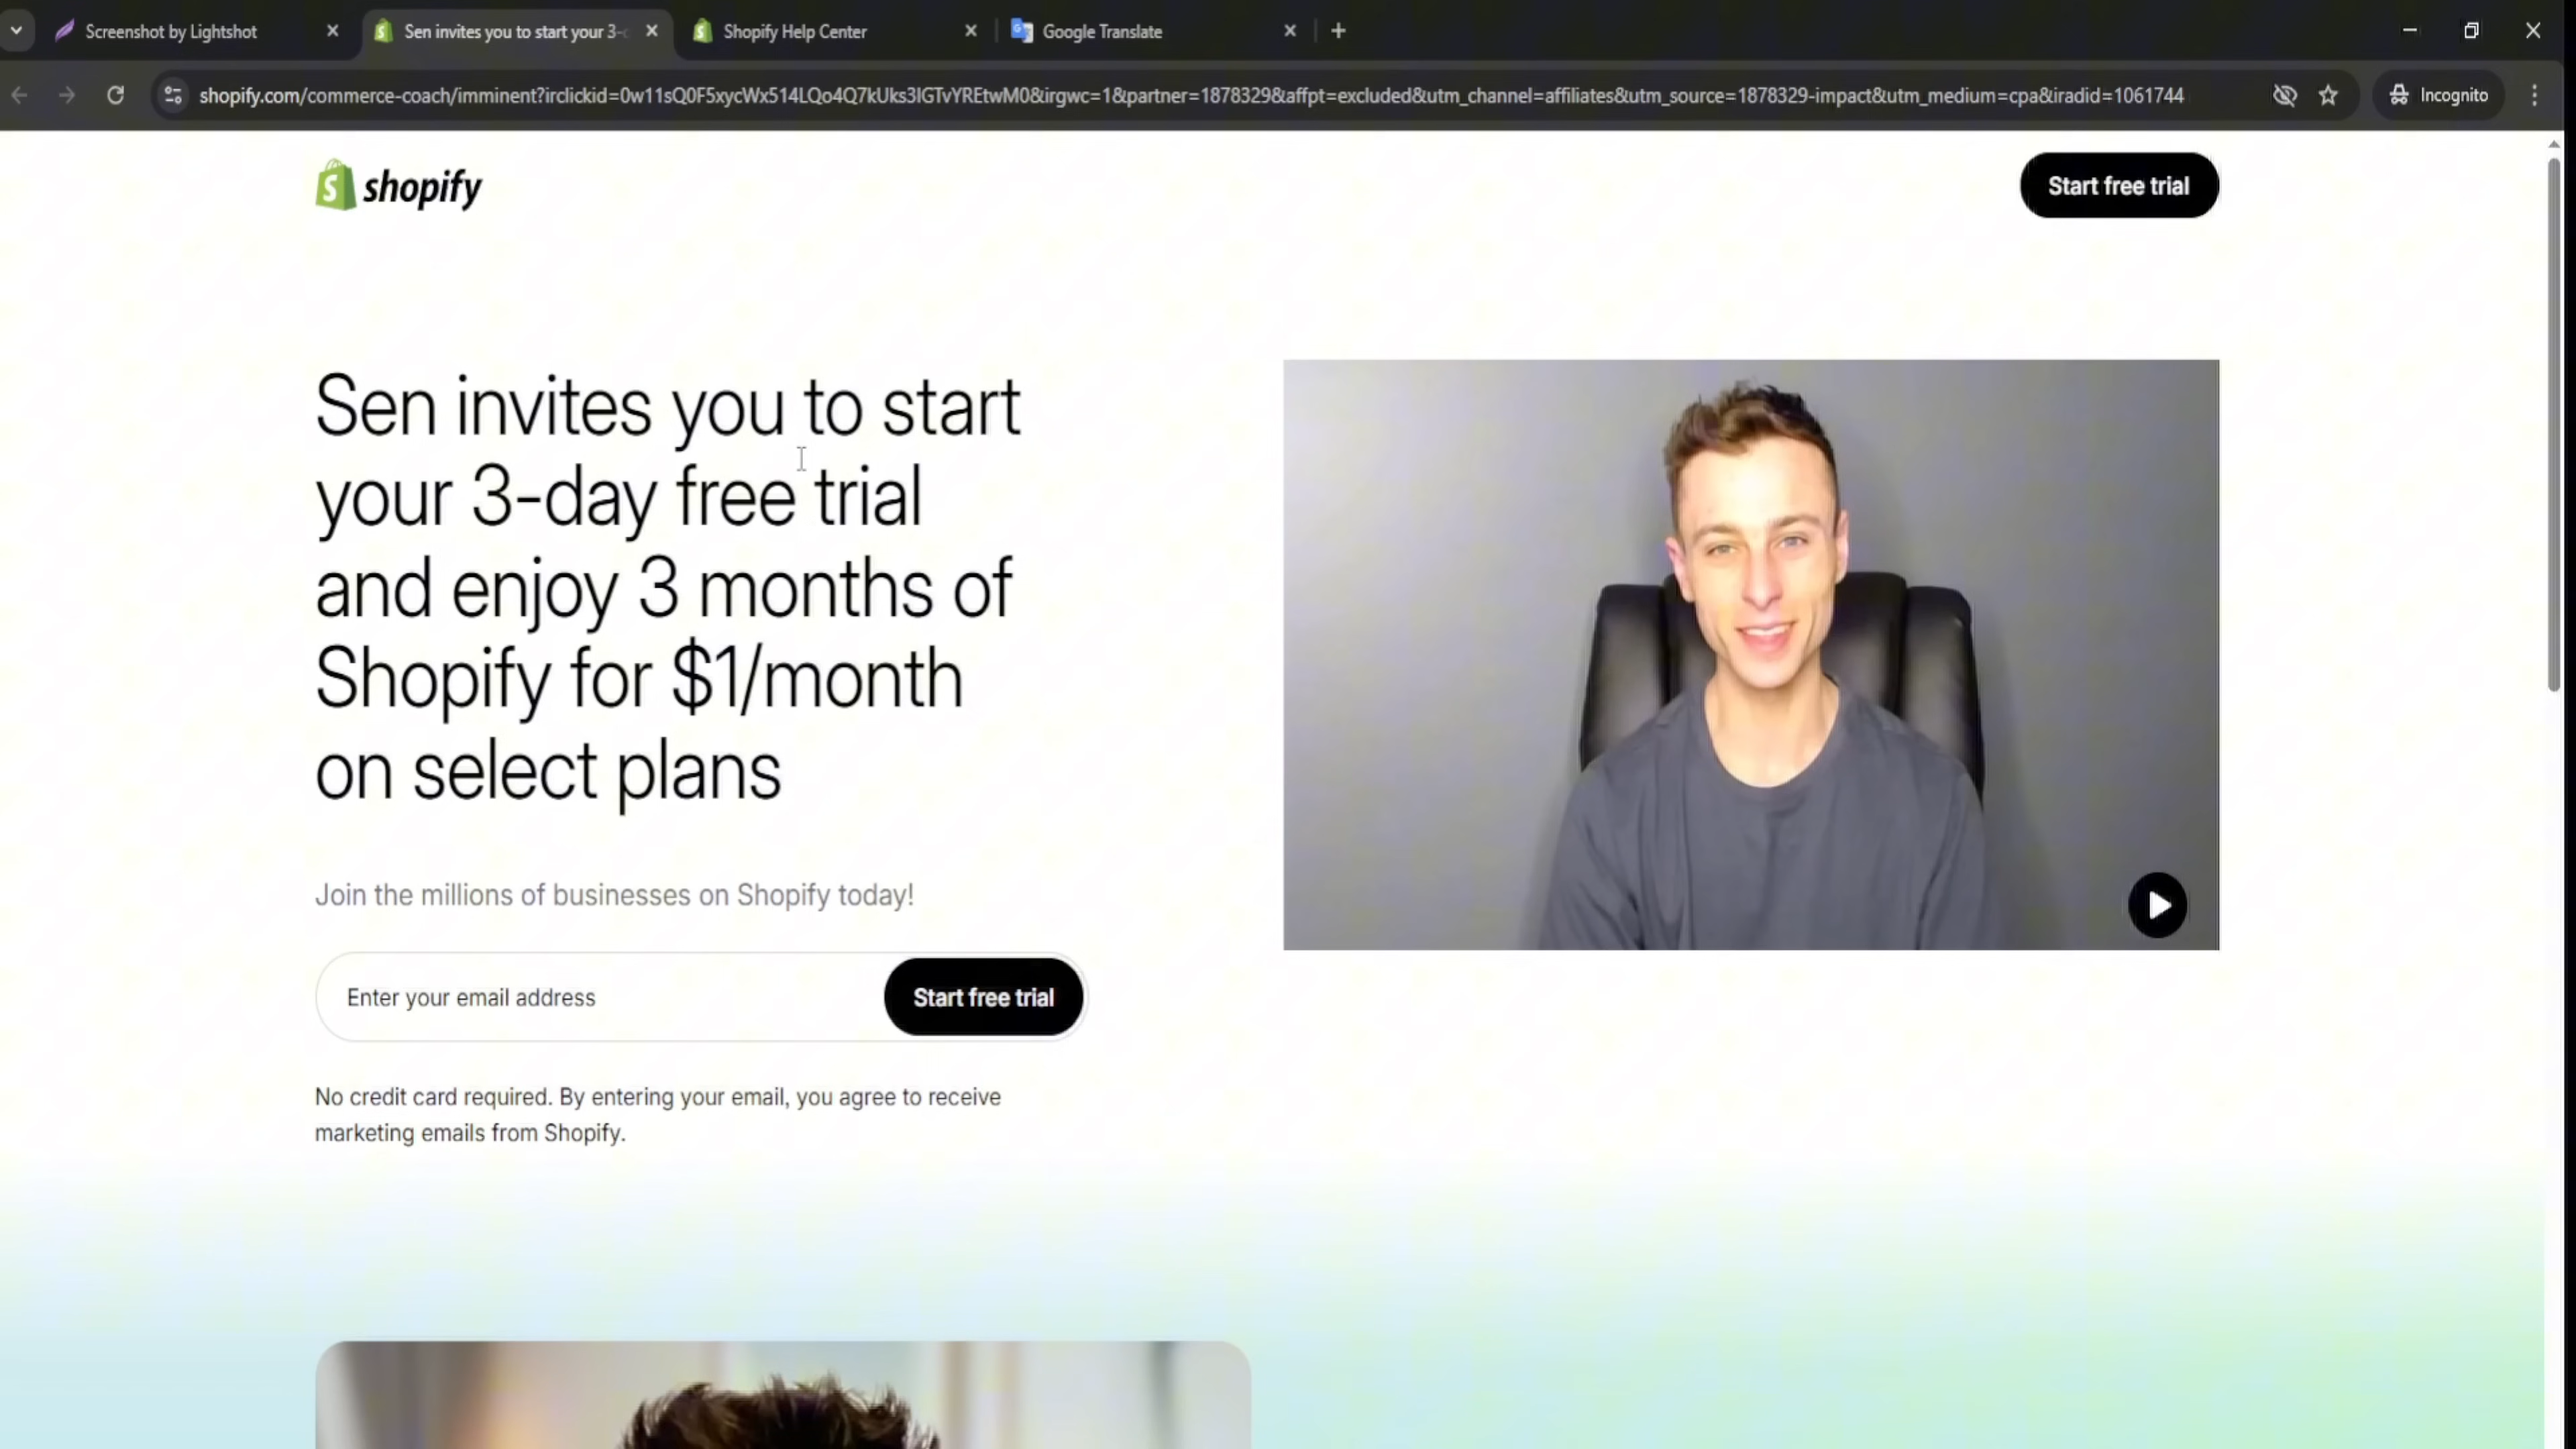 Screenshot by Lightshot
Sen invites you to start your 3-
Shopify Help Center
Google Translate
shopify.com/commerce-coach/imminent?irclickid=0w11sQ0F5xycWx514LQo4Q7kUks3IGTvYREtwM0&irgwc=1&partner=1878329&affpt=excluded&utm_channel=affiliates&utm_source=1878329-impact&utm_medium=cpa&iradid=1061744
Incognito
shopify
Start free trial
Sen invites you to start
your 3-day free trial
and enjoy 3 months of
Shopify for $1/month
on select plans
Join the millions of businesses on Shopify today!
Enter your email address
Start free trial
No credit card required. By entering your email, you agree to receive
marketing emails from Shopify.